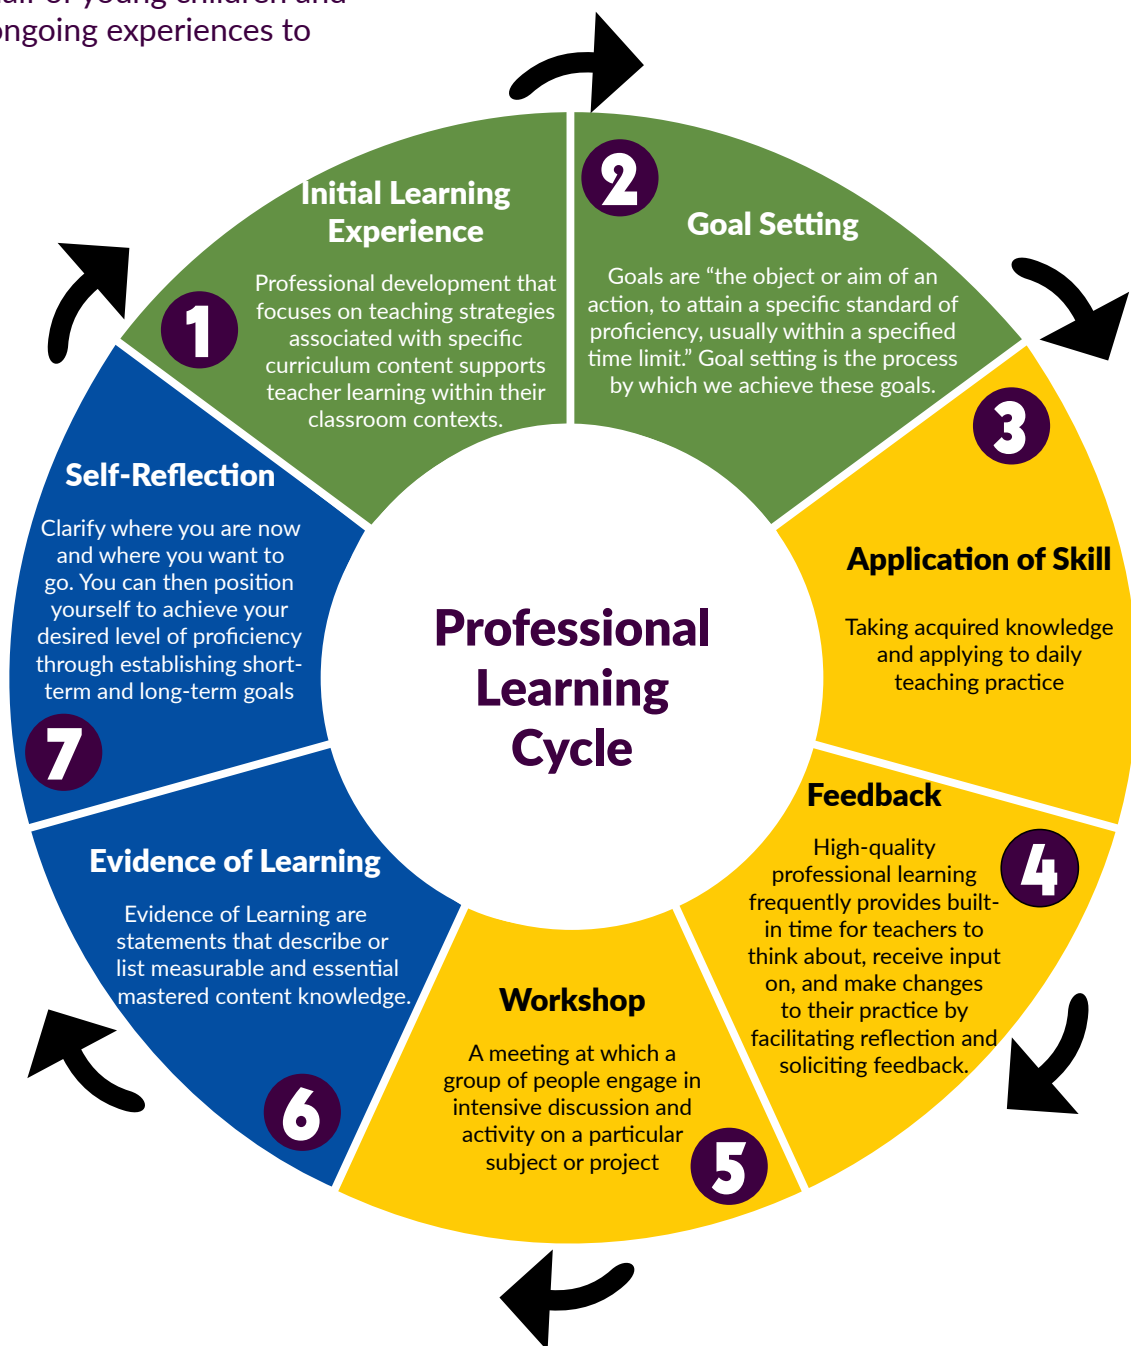 ongoing experiences to
1
Initial Learning
Experience
Professional development that
focuses on teaching strategies
associated with specific
curriculum content supports
teacher learning within their
classroom contexts.
2
Goal Setting
Goals are “the object or aim of an
action, to attain a specific standard of
proficiency, usually within a specified
time limit.” Goal setting is the process
by which we achieve these goals.
3
Application of Skill
Taking acquired knowledge
and applying to daily
teaching practice
Feedback
4
High-quality
professional learning
frequently provides built-
in time for teachers to
think about, receive input
on, and make changes
to their practice by
facilitating reflection and
soliciting feedback.
Workshop
A meeting at which a
group of people engage in
intensive discussion and
activity on a particular
subject or project
5
Evidence of Learning
Evidence of Learning are
statements that describe or
list measurable and essential
mastered content knowledge.
6
Self-Reflection
Clarify where you are now
and where you want to
go. You can then position
yourself to achieve your
desired level of proficiency
through establishing short-
term and long-term goals
7
Professional
Learning
Cycle